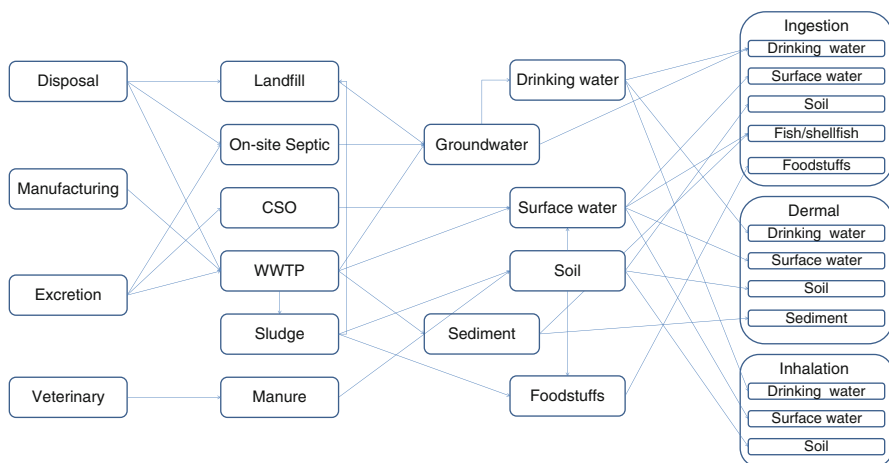 Disposal
Manufacturing
Excretion
Veterinary
Landfill
On-site Septic
CSO
WWTP
Sludge
Manure
Groundwater
Sediment
Drinking water
Surface water
Soil
Foodstuffs
Ingestion
Drinking water
Surface water
Soil
Fish/shellfish
Foodstuffs
Dermal
Drinking water
Surface water
Soil
Sediment
Inhalation
Drinking water
Surface water
Soil